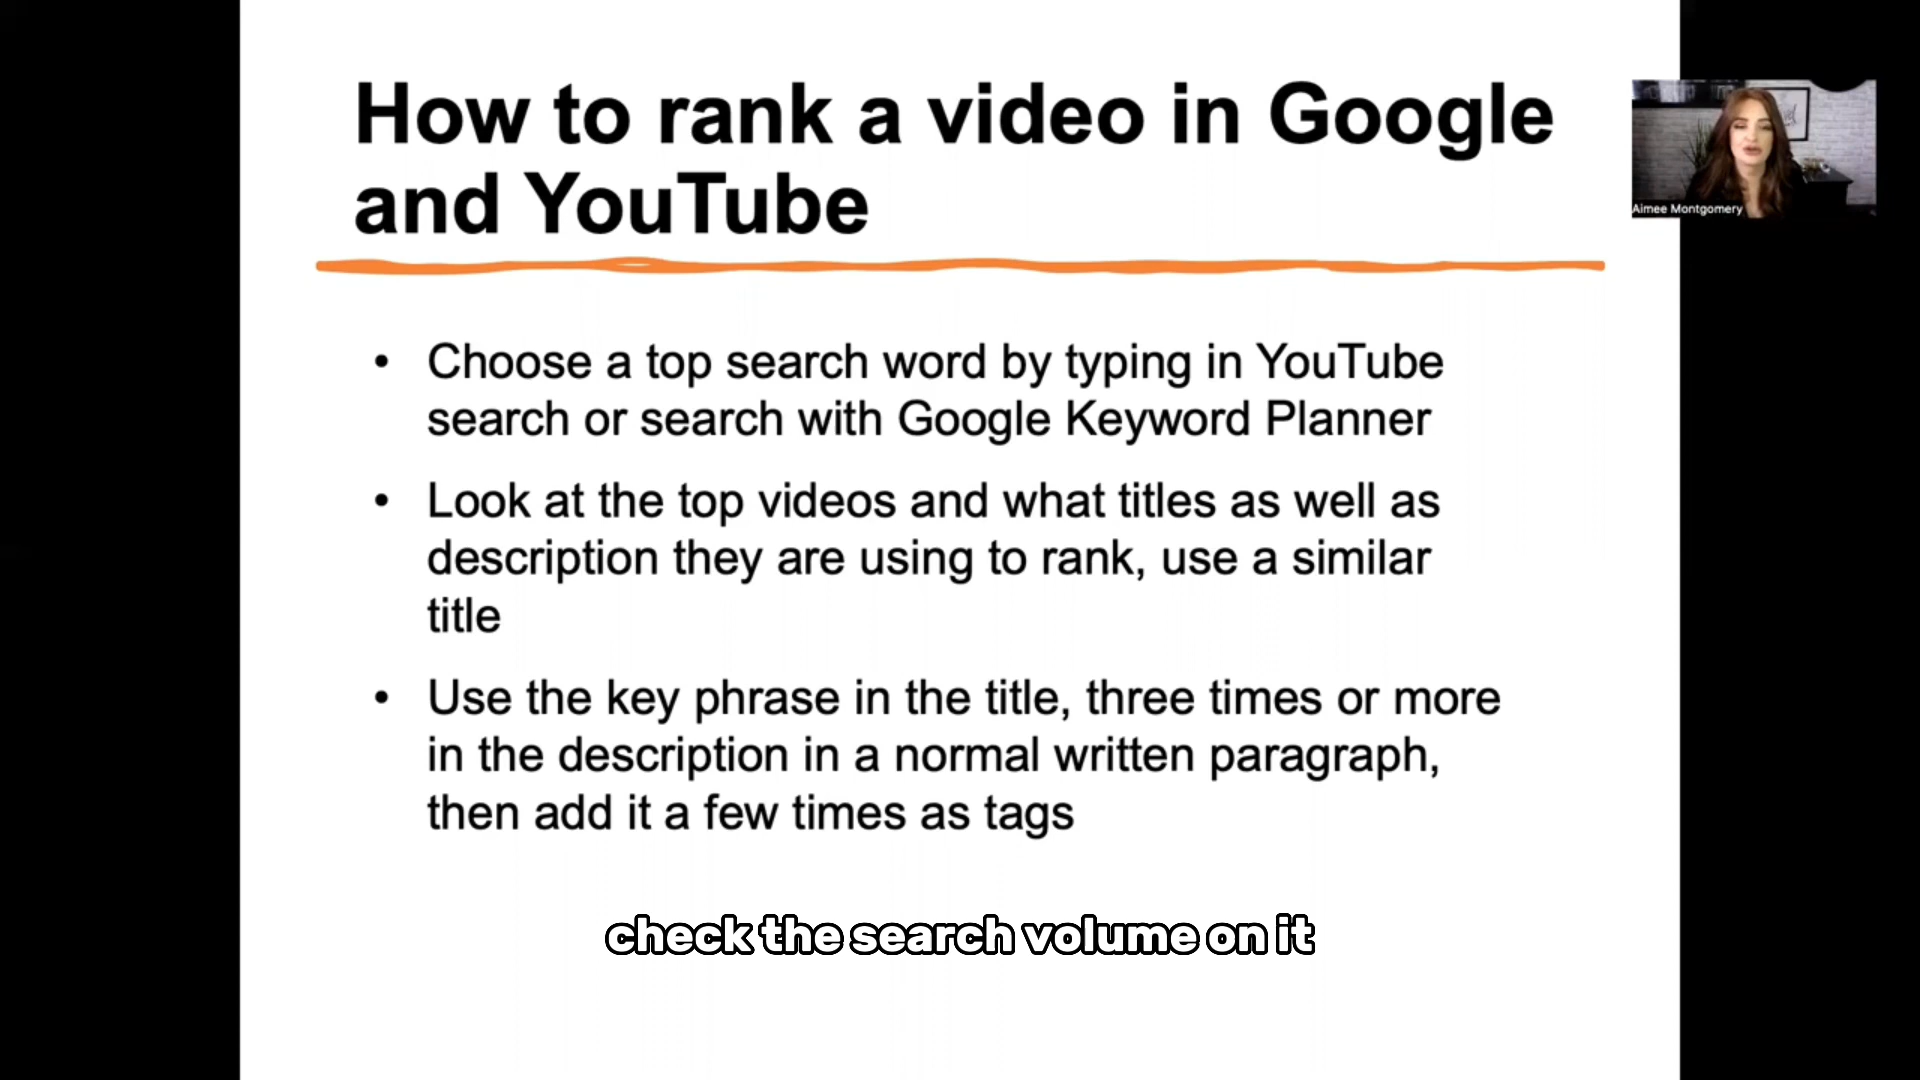 How to rank a video in Google
and YouTube
Aimee Montgomery
• Choose a top search word by typing in YouTube
search or search with Google Keyword Planner
• Look at the top videos and what titles as well as
description they are using to rank, use a similar
title
• Use the key phrase in the title, three times or more
in the description in a normal written paragraph,
then add it a few times as tags
check the search volume on it